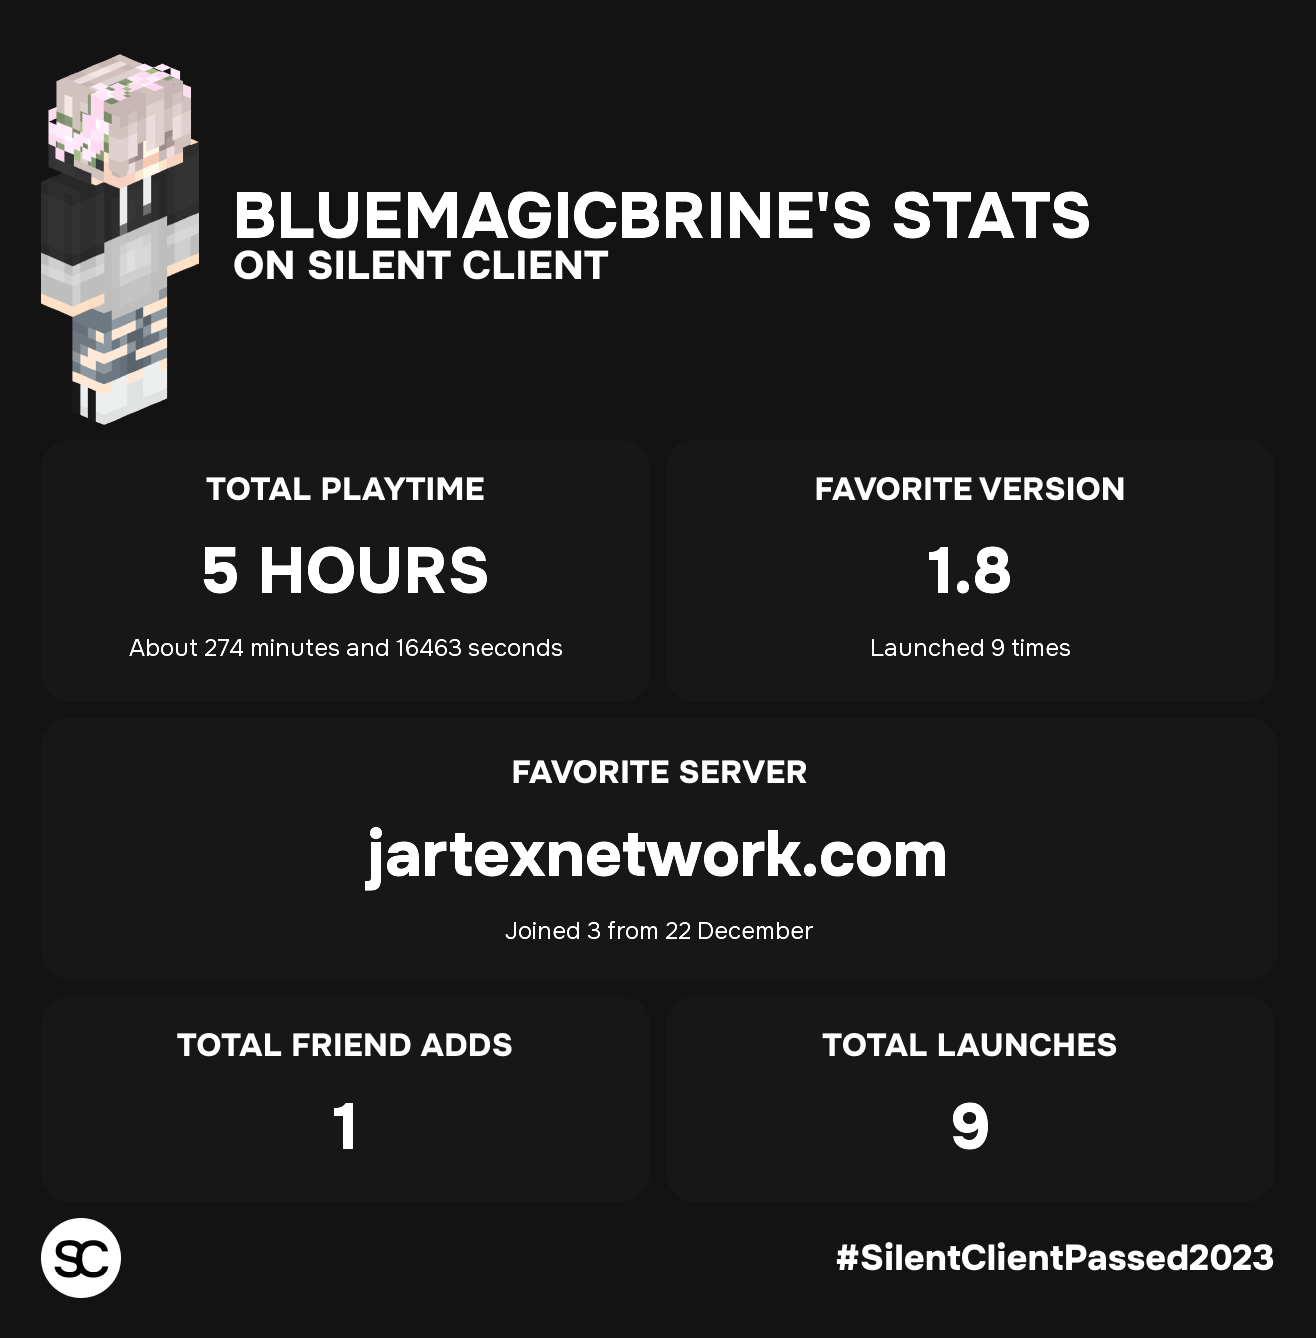 BLUEMAGICBRINE'S STATS
ON SILENT CLIENT
TOTAL PLAYTIME
5 HOURS
About 274 minutes and 16463 seconds
FAVORITE VERSION
1.8
Launched 9 times
FAVORITE SERVER
jartexnetwork.com
Joined 3 from 22 December
TOTAL FRIEND ADDS
1
TOTAL LAUNCHES
9
SC
#SilentClientPassed2023